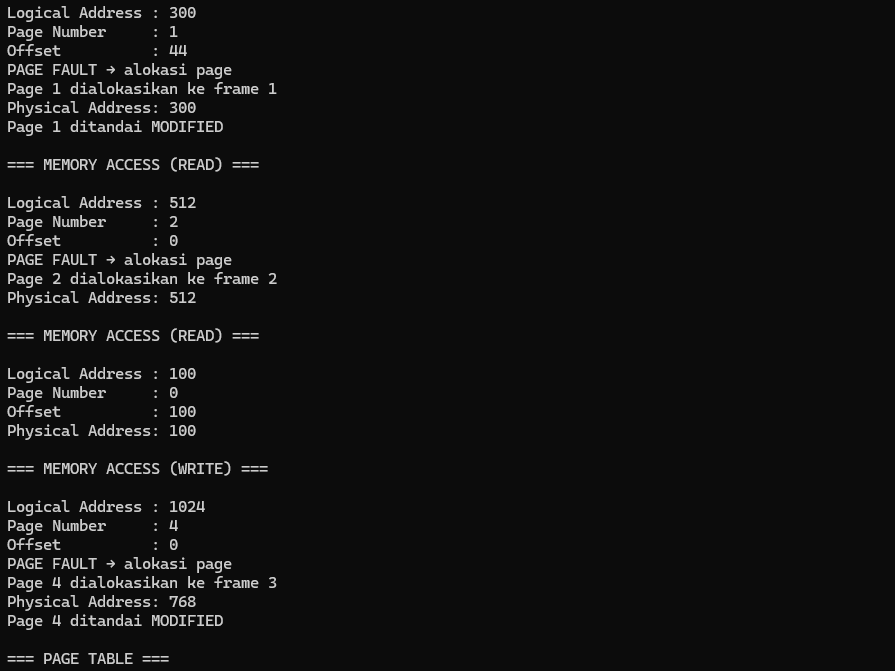 Logical Address : 300
Page Number     : 1
Offset          : 44
PAGE FAULT → alokasi page
Page 1 dialokasikan ke frame 1
Physical Address: 300
Page 1 ditandai MODIFIED

=== MEMORY ACCESS (READ) ===

Logical Address : 512
Page Number     : 2
Offset          : 0
PAGE FAULT → alokasi page
Page 2 dialokasikan ke frame 2
Physical Address: 512

=== MEMORY ACCESS (READ) ===

Logical Address : 100
Page Number     : 0
Offset          : 100
Physical Address: 100

=== MEMORY ACCESS (WRITE) ===

Logical Address : 1024
Page Number     : 4
Offset          : 0
PAGE FAULT → alokasi page
Page 4 dialokasikan ke frame 3
Physical Address: 768
Page 4 ditandai MODIFIED

=== PAGE TABLE ===